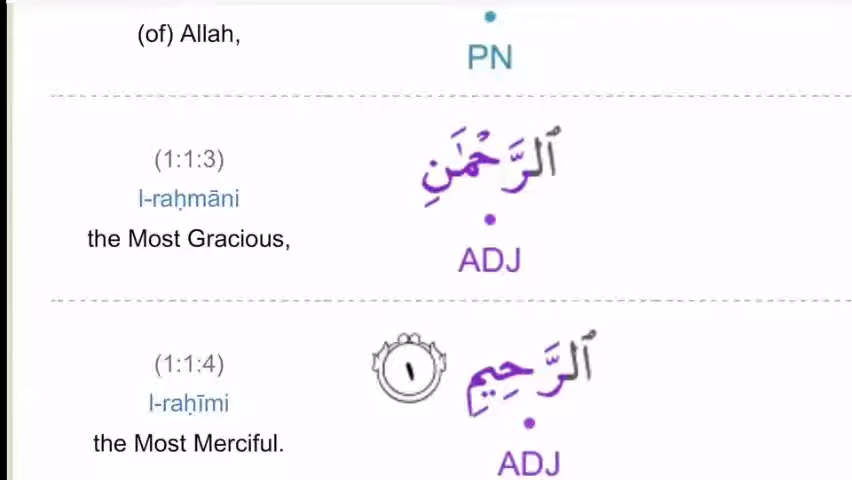 (of) Allah,
PN
(1:1:3)
l-raḥmāni
the Most Gracious,
ٱلرَّحْمَٰنِ
ADJ
(1:1:4)
l-raḥīmi
the Most Merciful.
ٱلرَّحِيمِ ١
ADJ